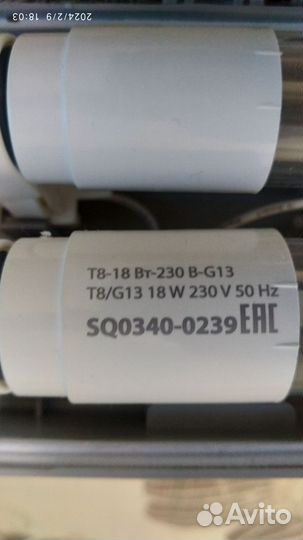 2024/2/9 18:03
T8-18 Вт-230 В-G13
T8/G13 18 W 230 V 50 Hz
SQ0340-0239 EAC
Avito